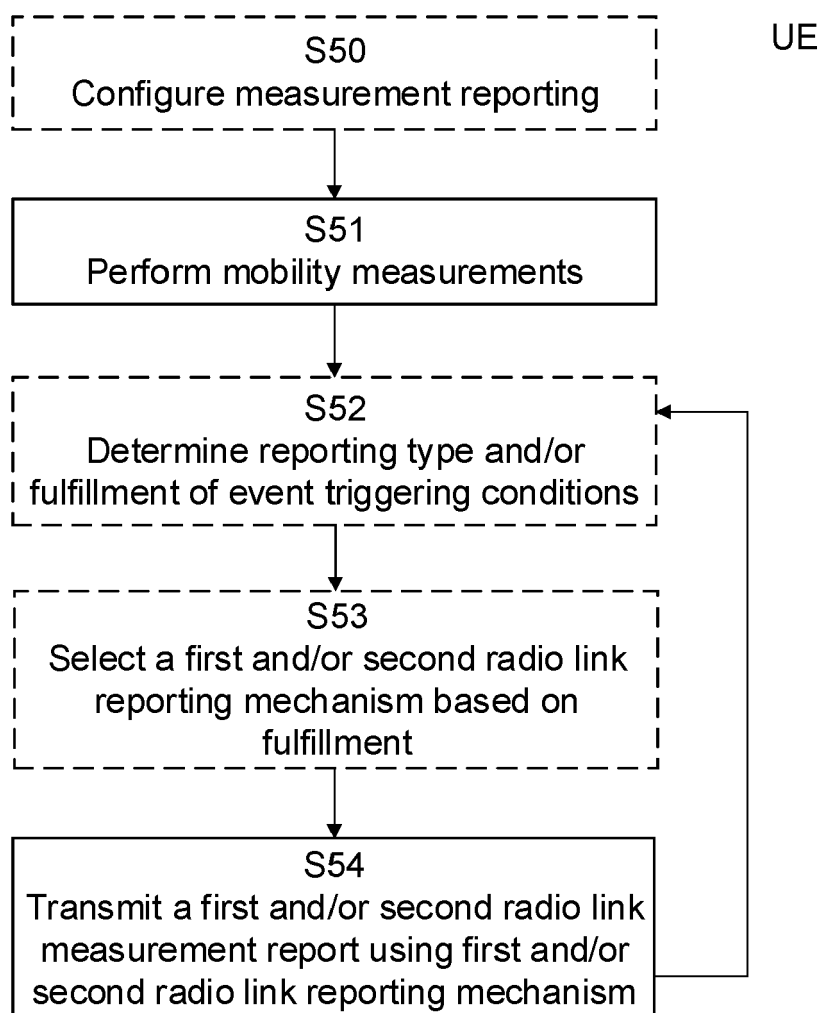 UE
S50
Configure measurement reporting
S51
Perform mobility measurements
S52
Determine reporting type and/or
fulfillment of event triggering conditions
S53
Select a first and/or second radio link
reporting mechanism based on
fulfillment
S54
Transmit a first and/or second radio link
measurement report using first and/or
second radio link reporting mechanism